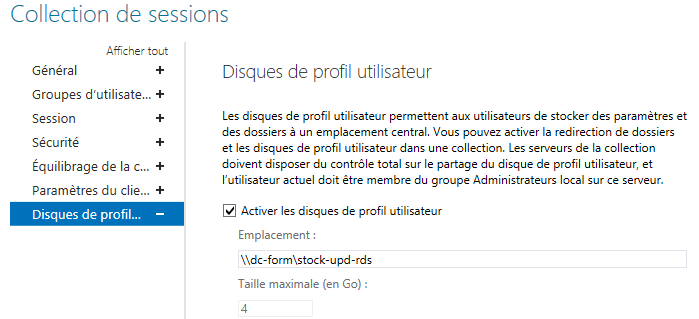 Collection de sessions
Afficher tout
Général +
Groupes d'utilisate... +
Session +
Sécurité +
Équilibrage de la c... +
Paramètres du clie... +
Disques de profil... –
Disques de profil utilisateur
Les disques de profil utilisateur permettent aux utilisateurs de stocker des paramètres et
des dossiers à un emplacement central. Vous pouvez activer la redirection de dossiers
et les disques de profil utilisateur dans une collection. Les serveurs de la collection
doivent disposer du contrôle total sur le partage du disque de profil utilisateur, et
l'utilisateur actuel doit être membre du groupe Administrateurs local sur ce serveur.
Activer les disques de profil utilisateur
Emplacement :
\\dc-form\stock-upd-rds
Taille maximale (en Go) :
4